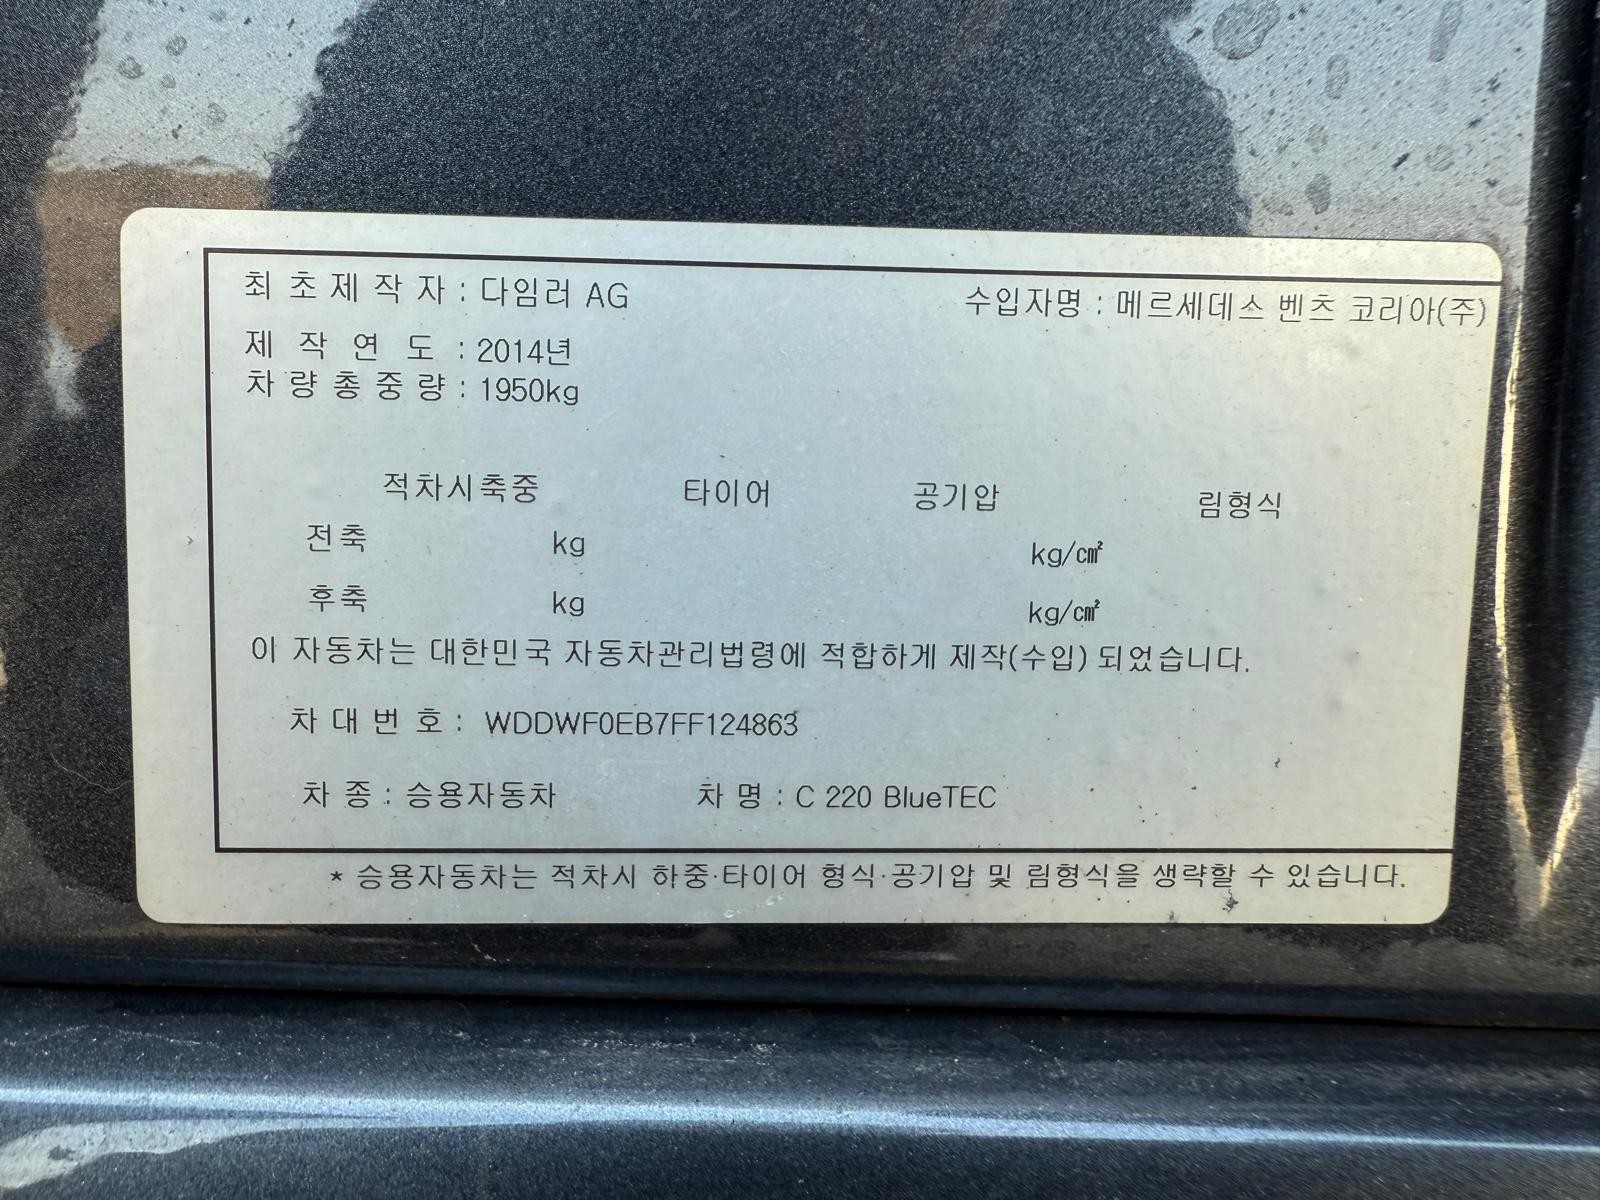 최초제작자 : 다임러 AG 수입자명 : 메르세데스 벤츠 코리아(주)
제작연도 : 2014년
차량총중량 : 1950kg
적차시축중 타이어 공기압 림형식
전축 kg kg/㎠
후축 kg kg/㎠
이 자동차는 대한민국 자동차관리법령에 적합하게 제작(수입) 되었습니다.
차대번호 : WDDWF0EB7FF124863
차종 : 승용자동차 차명 : C 220 BlueTEC
* 승용자동차는 적차시 하중·타이어 형식·공기압 및 림형식을 생략할 수 있습니다.